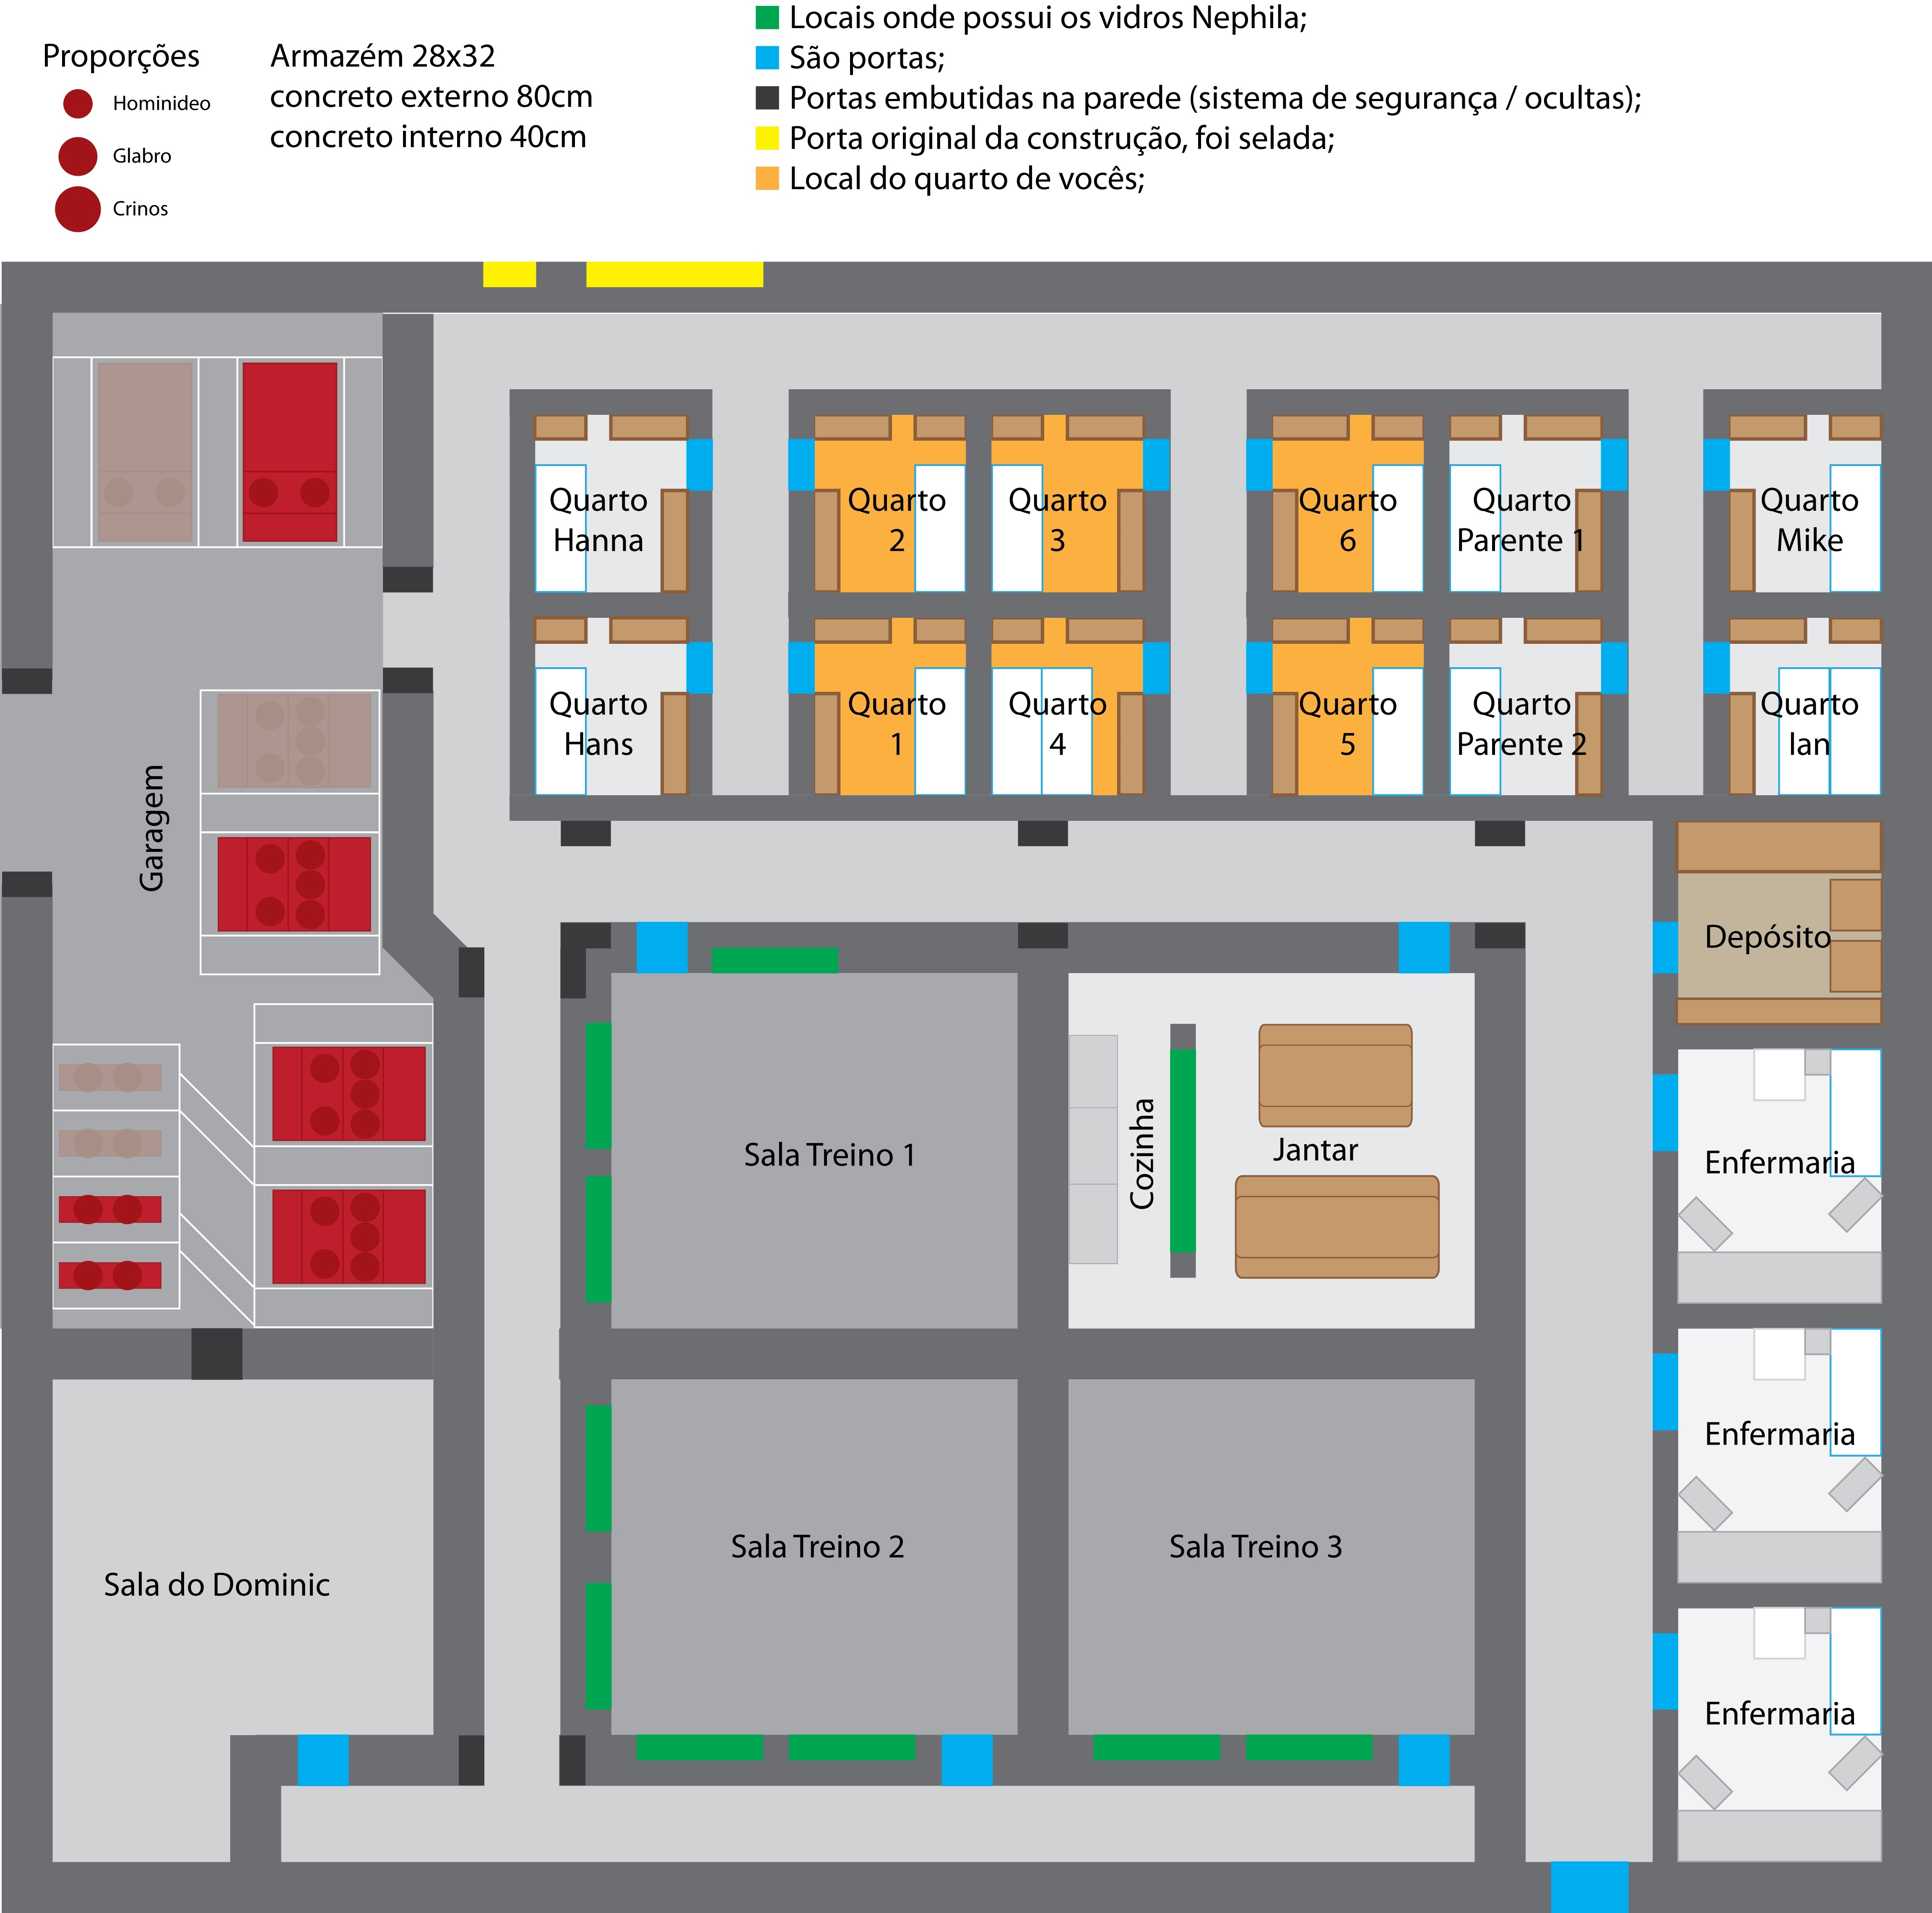 Locais onde possui os vidros Nephila;
São portas;
Portas embutidas na parede (sistema de segurança / ocultas);
Porta original da construção, foi selada;
Local do quarto de vocês;
Proporções
Hominideo
Glabro
Crinos
Armazém 28x32
concreto externo 80cm
concreto interno 40cm
Quarto
Hanna
Quarto
2
Quarto
3
Quarto
6
Quarto
Parente 1
Quarto
Mike
Quarto
Hans
Quarto
1
Quarto
4
Quarto
5
Quarto
Parente 2
Quarto
Ian
Garagem
Depósito
Sala Treino 1
Cozinha
Jantar
Enfermaria
Enfermaria
Sala Treino 2
Sala Treino 3
Sala do Dominic
Enfermaria